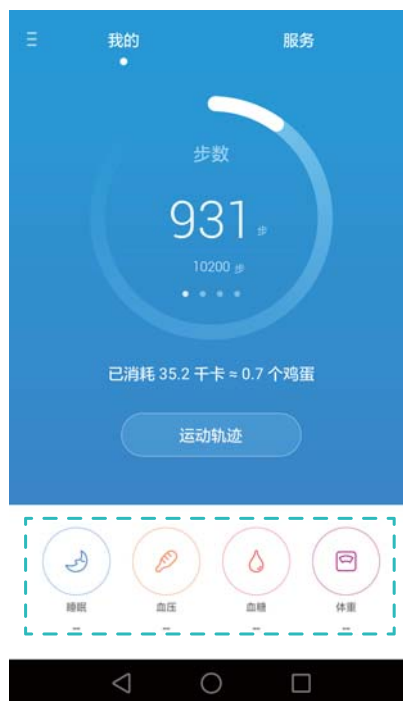 我的 服务
步数
931 步
10200 步
已消耗 35.2 千卡 ≈ 0.7 个鸡蛋
运动轨迹
睡眠 血压 血糖 体重
-- -- -- --